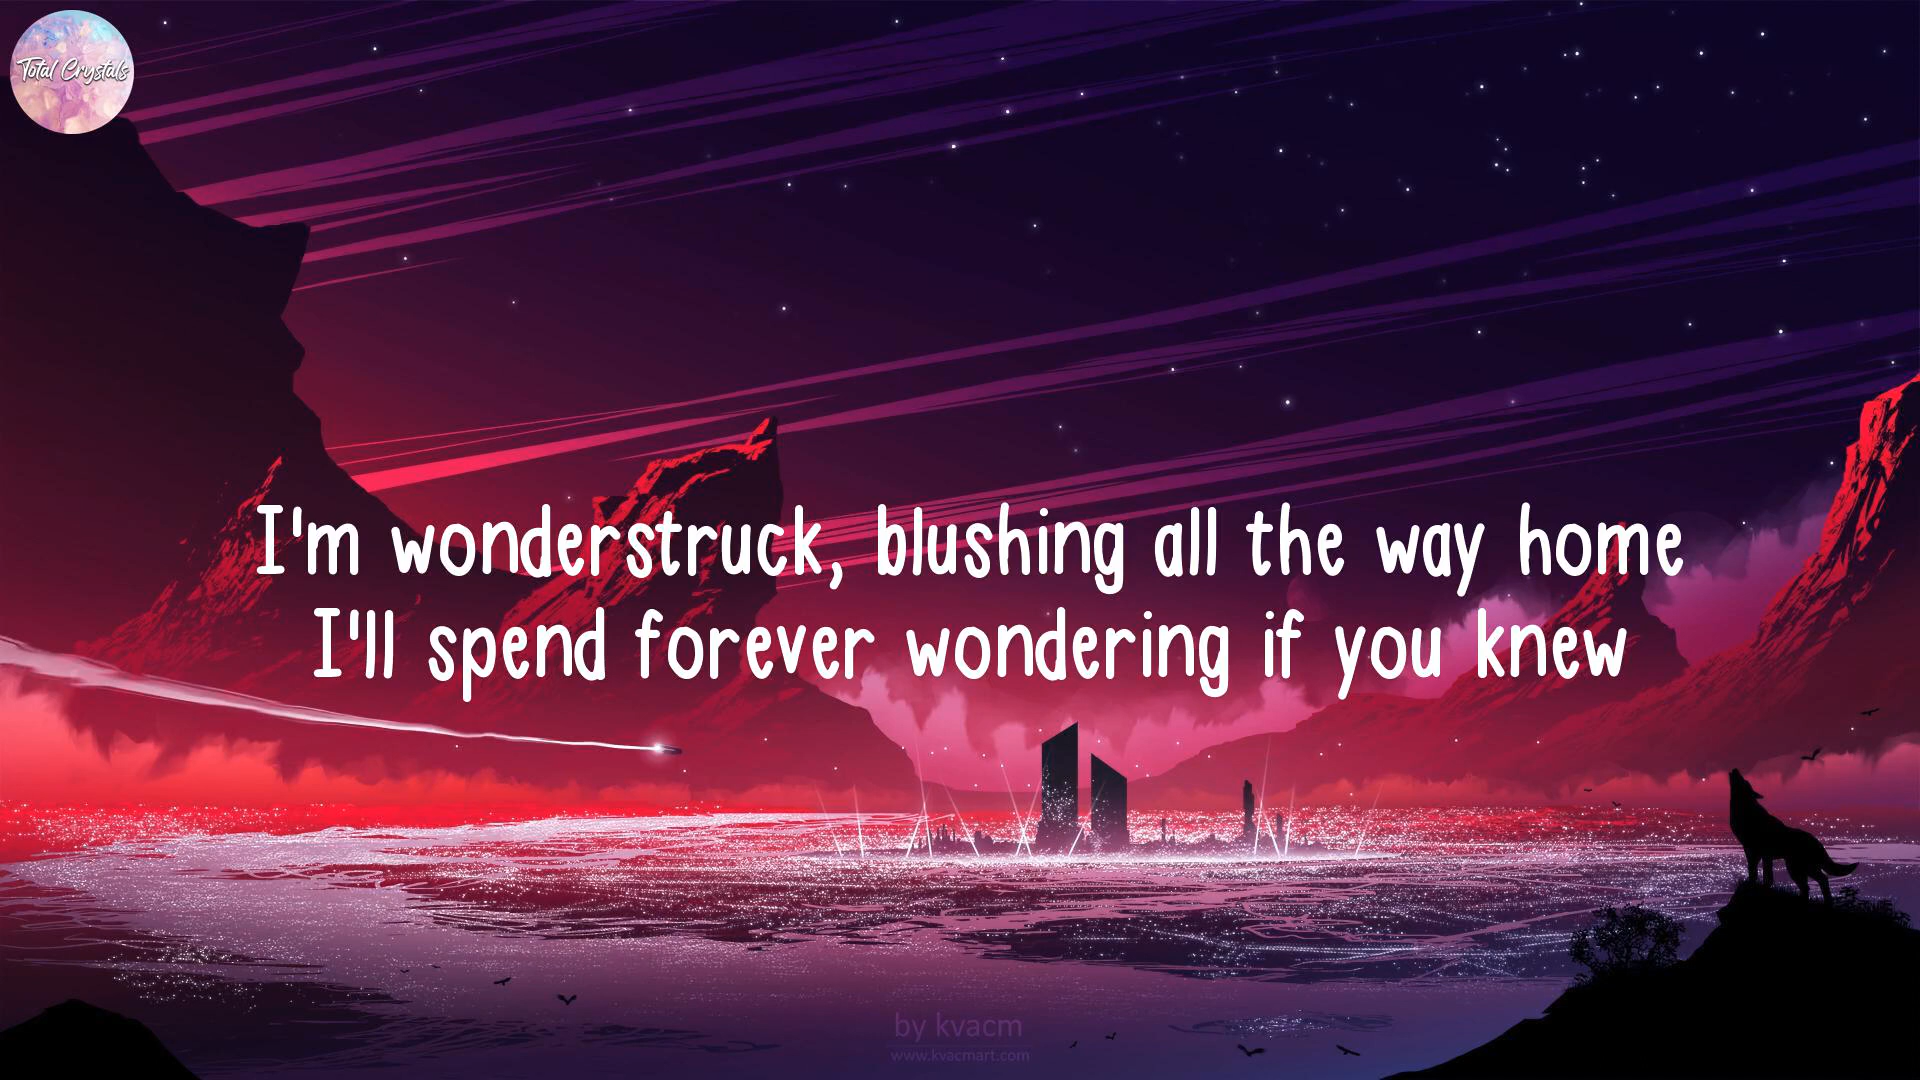 Total Crystals
I'm wonderstruck, blushing all the way home
I'll spend forever wondering if you knew
by kvacm
www.kvacmart.com